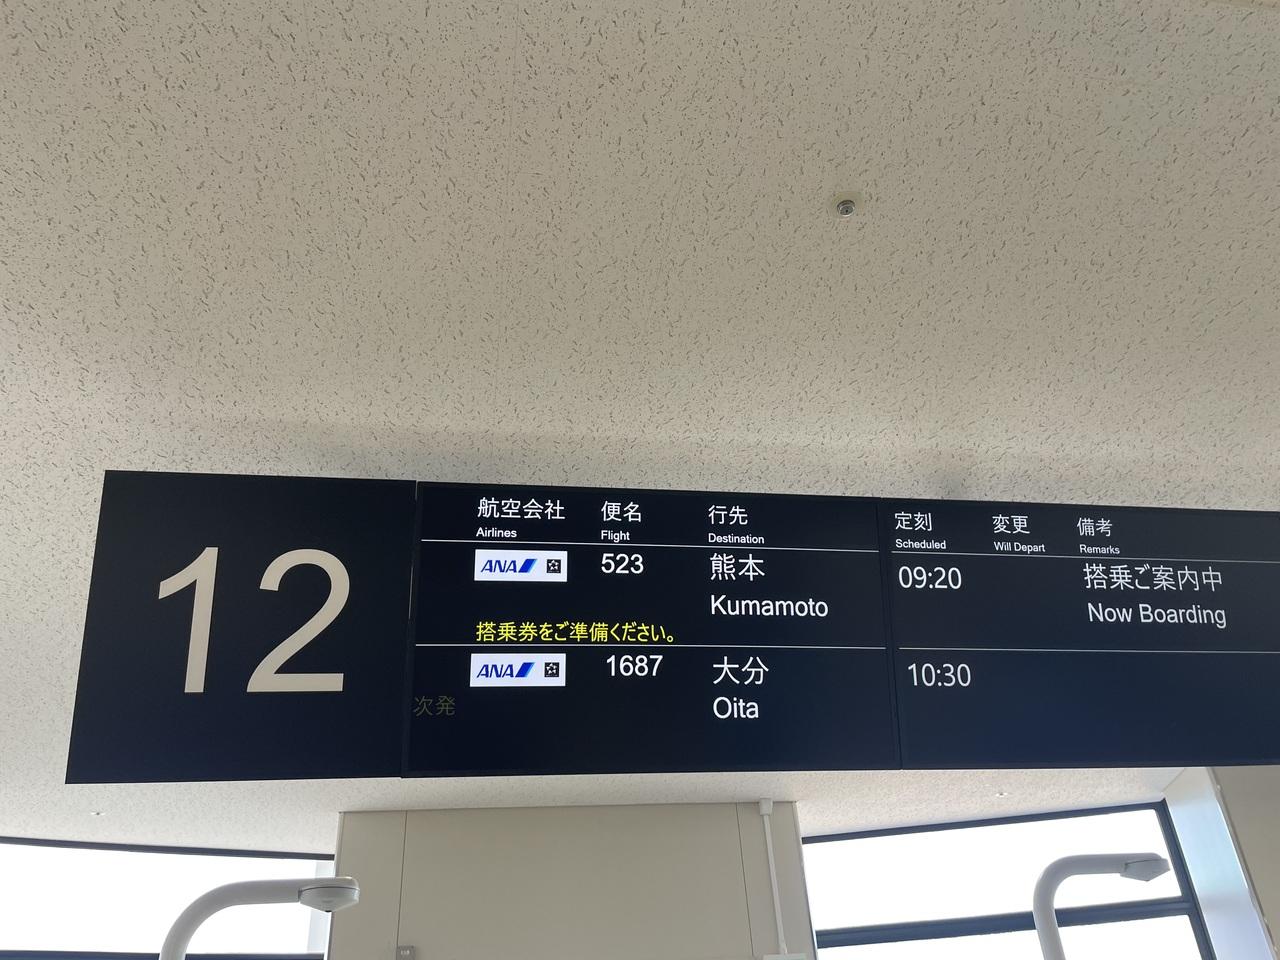 12
航空会社 便名 行先 定刻 変更 備考
Airlines Flight Destination Scheduled Will Depart Remarks
ANA 523 熊本 09:20 搭乗ご案内中
Kumamoto Now Boarding
搭乗券をご準備ください。
ANA 1687 大分 10:30
次発 Oita